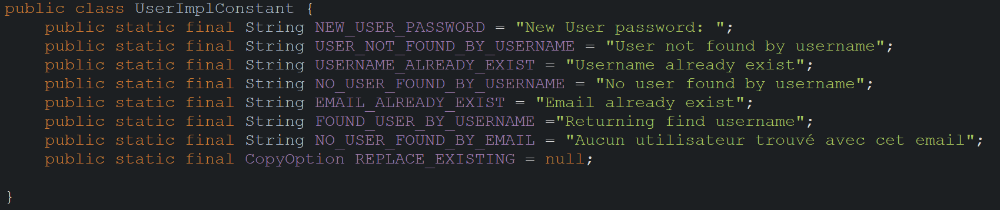 public class UserImplConstant {
    public static final String NEW_USER_PASSWORD = "New User password: ";
    public static final String USER_NOT_FOUND_BY_USERNAME = "User not found by username";
    public static final String USERNAME_ALREADY_EXIST = "Username already exist";
    public static final String NO_USER_FOUND_BY_USERNAME = "No user found by username";
    public static final String EMAIL_ALREADY_EXIST = "Email already exist";
    public static final String FOUND_USER_BY_USERNAME ="Returning find username";
    public static final String NO_USER_FOUND_BY_EMAIL = "Aucun utilisateur trouvé avec cet email";
    public static final CopyOption REPLACE_EXISTING = null;
}